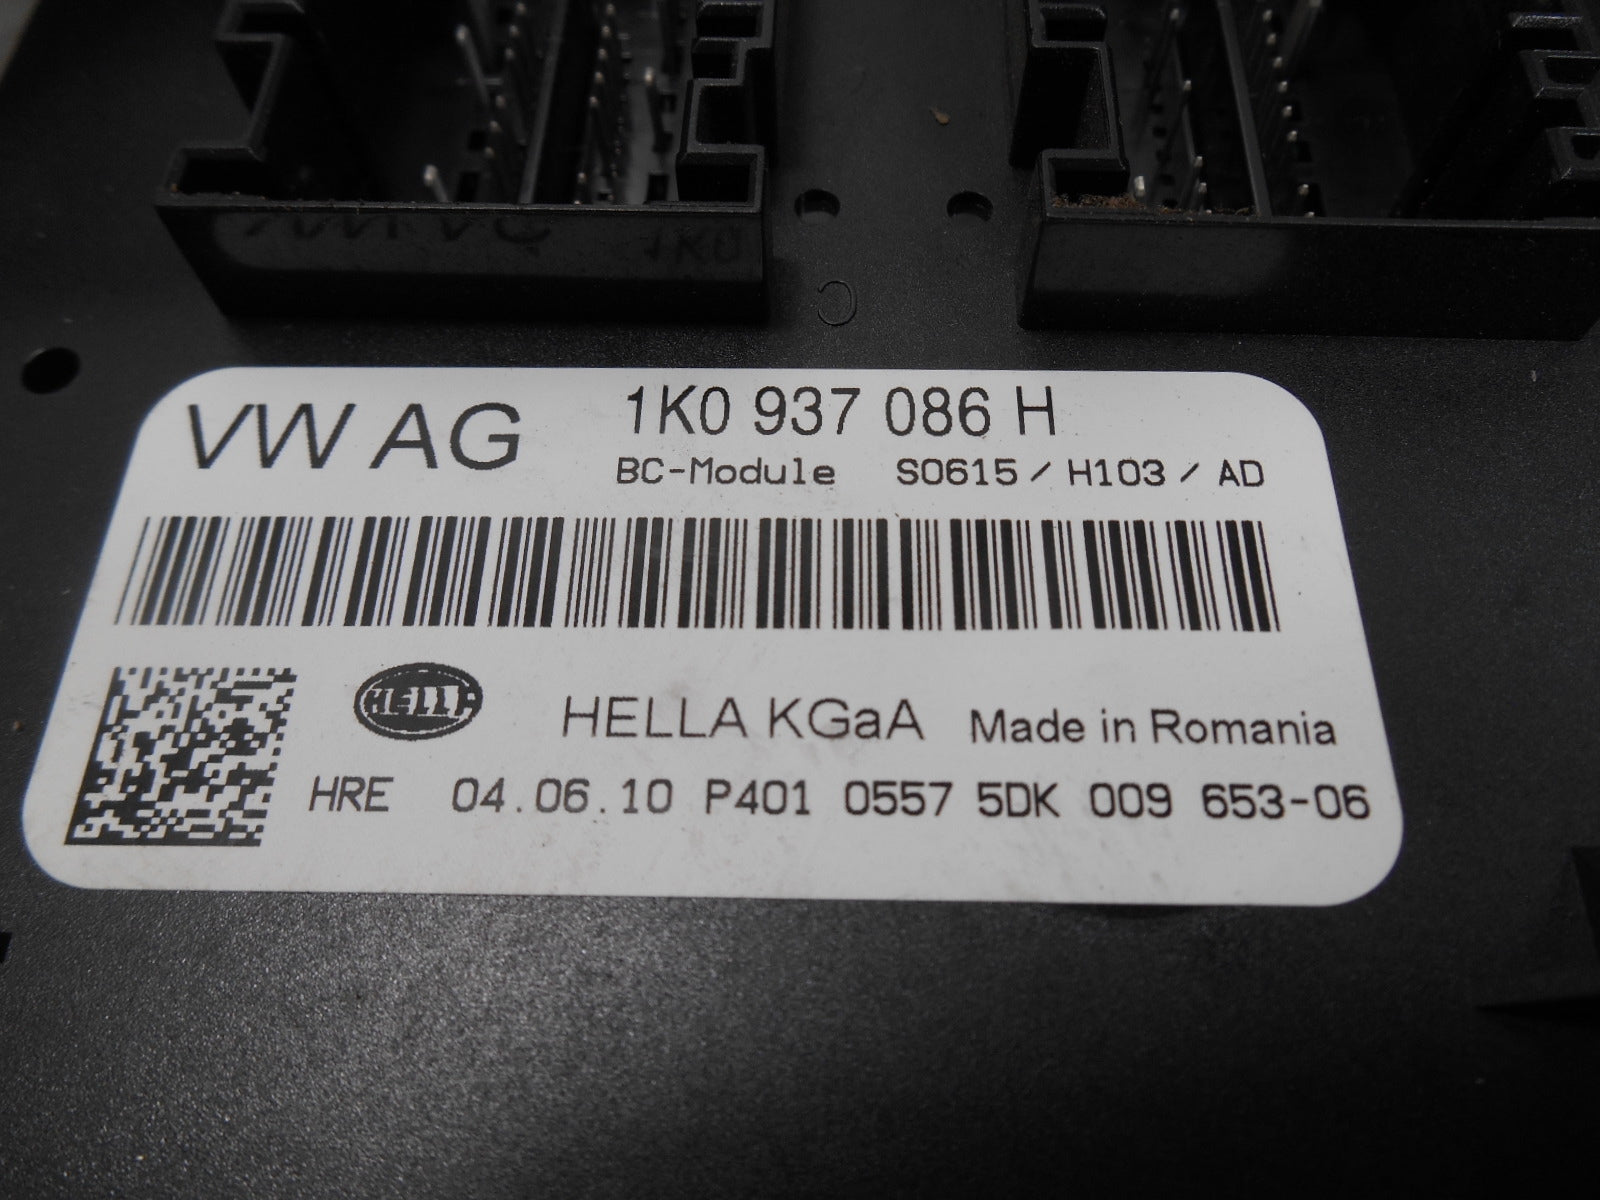 1K0
C
VW AG
1K0 937 086 H
BC-Module S0615 / H103 / AD
HELLA
HELLA KGaA Made in Romania
HRE 04.06.10 P401 0557 5DK 009 653-06